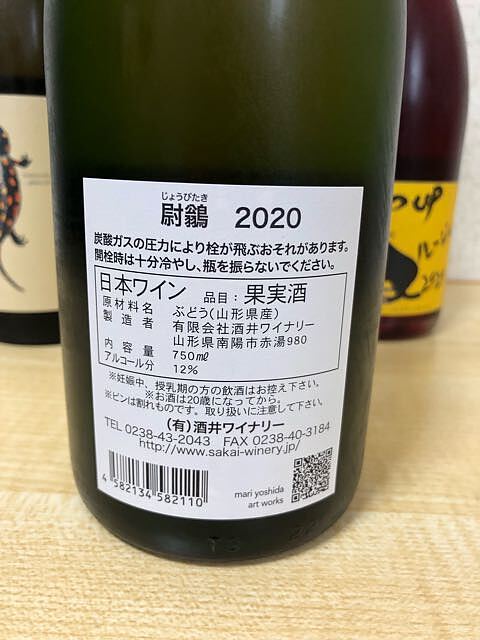 じょうびたき
尉鶲 2020
炭酸ガスの圧力により栓が飛ぶおそれがあります。
開栓時は十分冷やし、瓶を振らないでください。
日本ワイン 品目：果実酒
原材料名 ぶどう(山形県産)
製造者 有限会社酒井ワイナリー
山形県南陽市赤湯980
内容量 750mℓ
アルコール分 12%
※妊娠中、授乳期の方の飲酒はお控え下さい。
※お酒は20歳になってから。
※ビンは割れものです。取り扱いに注意して下さい。
(有)酒井ワイナリー
TEL 0238-43-2043 FAX 0238-40-3184
http://www.sakai-winery.jp/
4 582134 582110
mari yoshida
art works
UP
ルージュ